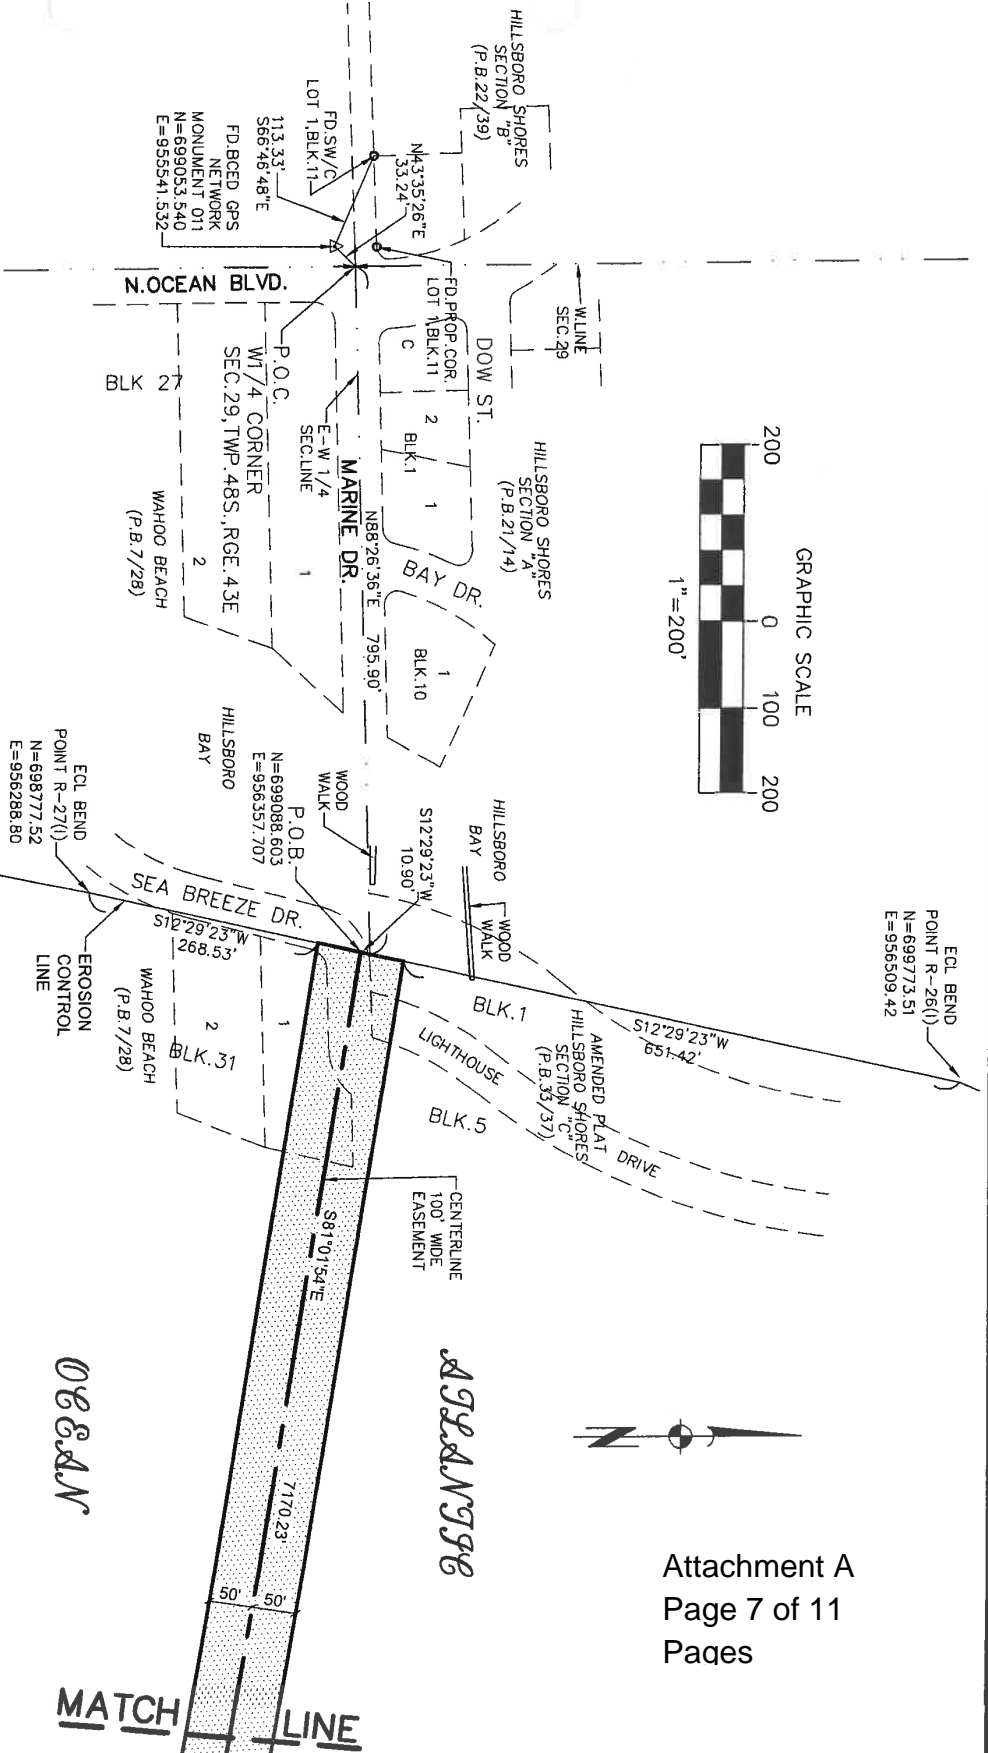 HILLSBORO SHORES
SECTION "B"
(P.B.22/39)
FD.SW/C
LOT 1,BLK.11
113.33'
S66°46'48"E
FD.BCED GPS
NETWORK
MONUMENT 011
N=699053.540
E=955541.532
N43°35'26"E
33.24'
N.OCEAN BLVD.
W.LINE
SEC.29
FD.PROP.COR.
LOT 1,BLK.11
DOW ST.
C
2
BLK.1
1
HILLSBORO SHORES
SECTION "A"
(P.B.21/14)
BAY DR.
1
BLK.10
P.O.C.
W1/4 CORNER
SEC.29,TWP.48S.,RGE.43E
E-W 1/4
SEC.LINE
MARINE DR.
N88°26'36"E 795.90'
BLK 27
1
2
WAHOO BEACH
(P.B.7/28)
GRAPHIC SCALE
200
0
100
200
1"=200'
HILLSBORO
BAY
WOOD
WALK
P.O.B.
N=699088.603
E=956357.707
S12°29'23"W
10.90'
HILLSBORO
BAY
WOOD
WALK
ECL BEND
POINT R-27(I)
N=698777.52
E=956288.80
ECL BEND
POINT R-26(I)
N=699773.51
E=956509.42
SEA BREEZE DR.
S12°29'23"W
268.53'
EROSION
CONTROL
LINE
WAHOO BEACH
(P.B.7/28)
1
2
BLK.31
BLK.1
S12°29'23"W
651.42'
AMENDED PLAT
HILLSBORO SHORES
SECTION "C"
(P.B.33/37)
LIGHTHOUSE
DRIVE
BLK.5
CENTERLINE
100' WIDE
EASEMENT
S81°01'54"E
7170.23'
50'
50'
ATLANTIC
OCEAN
N
MATCH LINE
Attachment A
Page 7 of 11
Pages